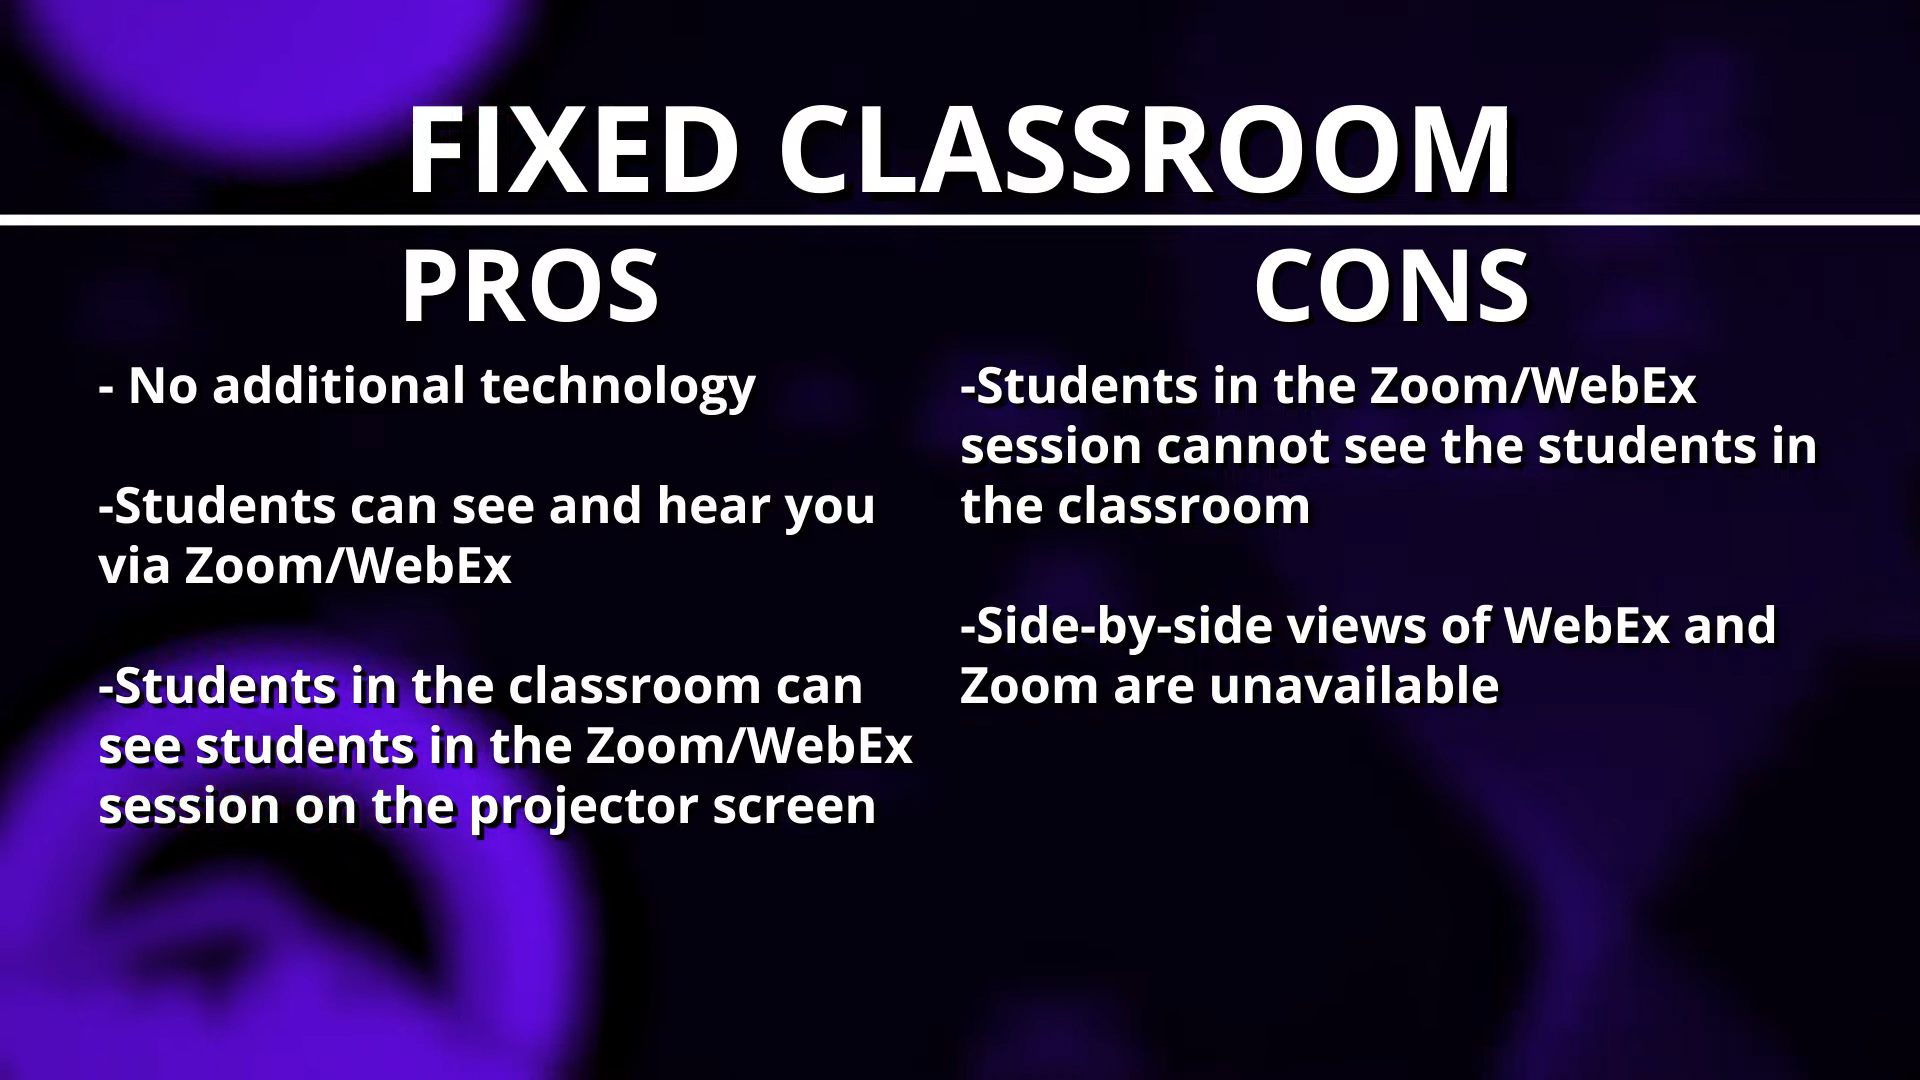 FIXED CLASSROOM
PROS
- No additional technology
-Students can see and hear you
via Zoom/WebEx
-Students in the classroom can
see students in the Zoom/WebEx
session on the projector screen
CONS
-Students in the Zoom/WebEx
session cannot see the students in
the classroom
-Side-by-side views of WebEx and
Zoom are unavailable